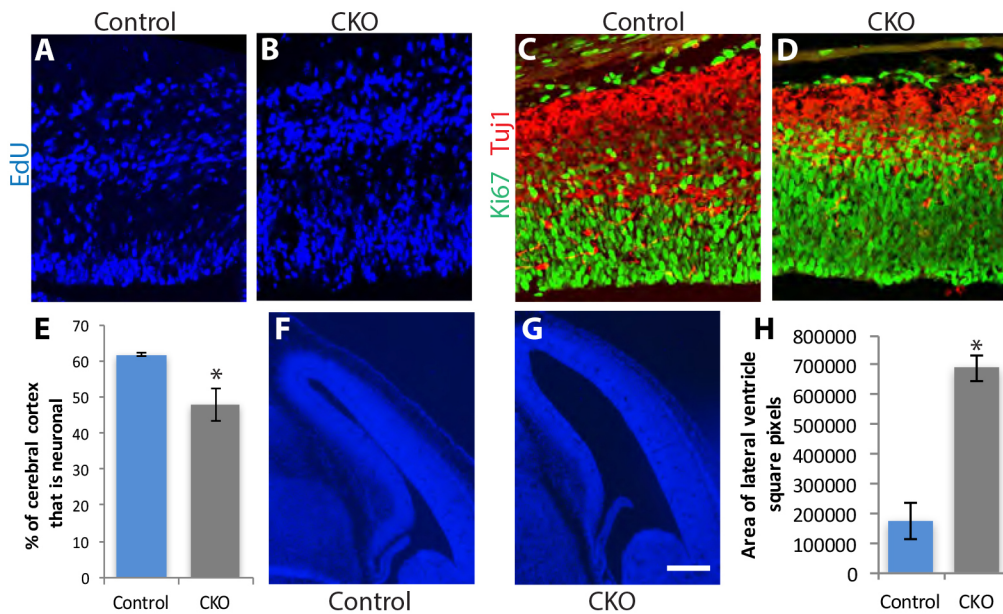 Control
CKO
Control
CKO
A
B
C
D
EdU
Ki67 Tuj1
E
70
60
50
40
30
20
10
0
% of cerebral cortex
that is neuronal
*
Control
CKO
F
Control
G
CKO
H
800000
700000
600000
500000
400000
300000
200000
100000
0
Area of lateral ventricle
square pixels
*
Control
CKO